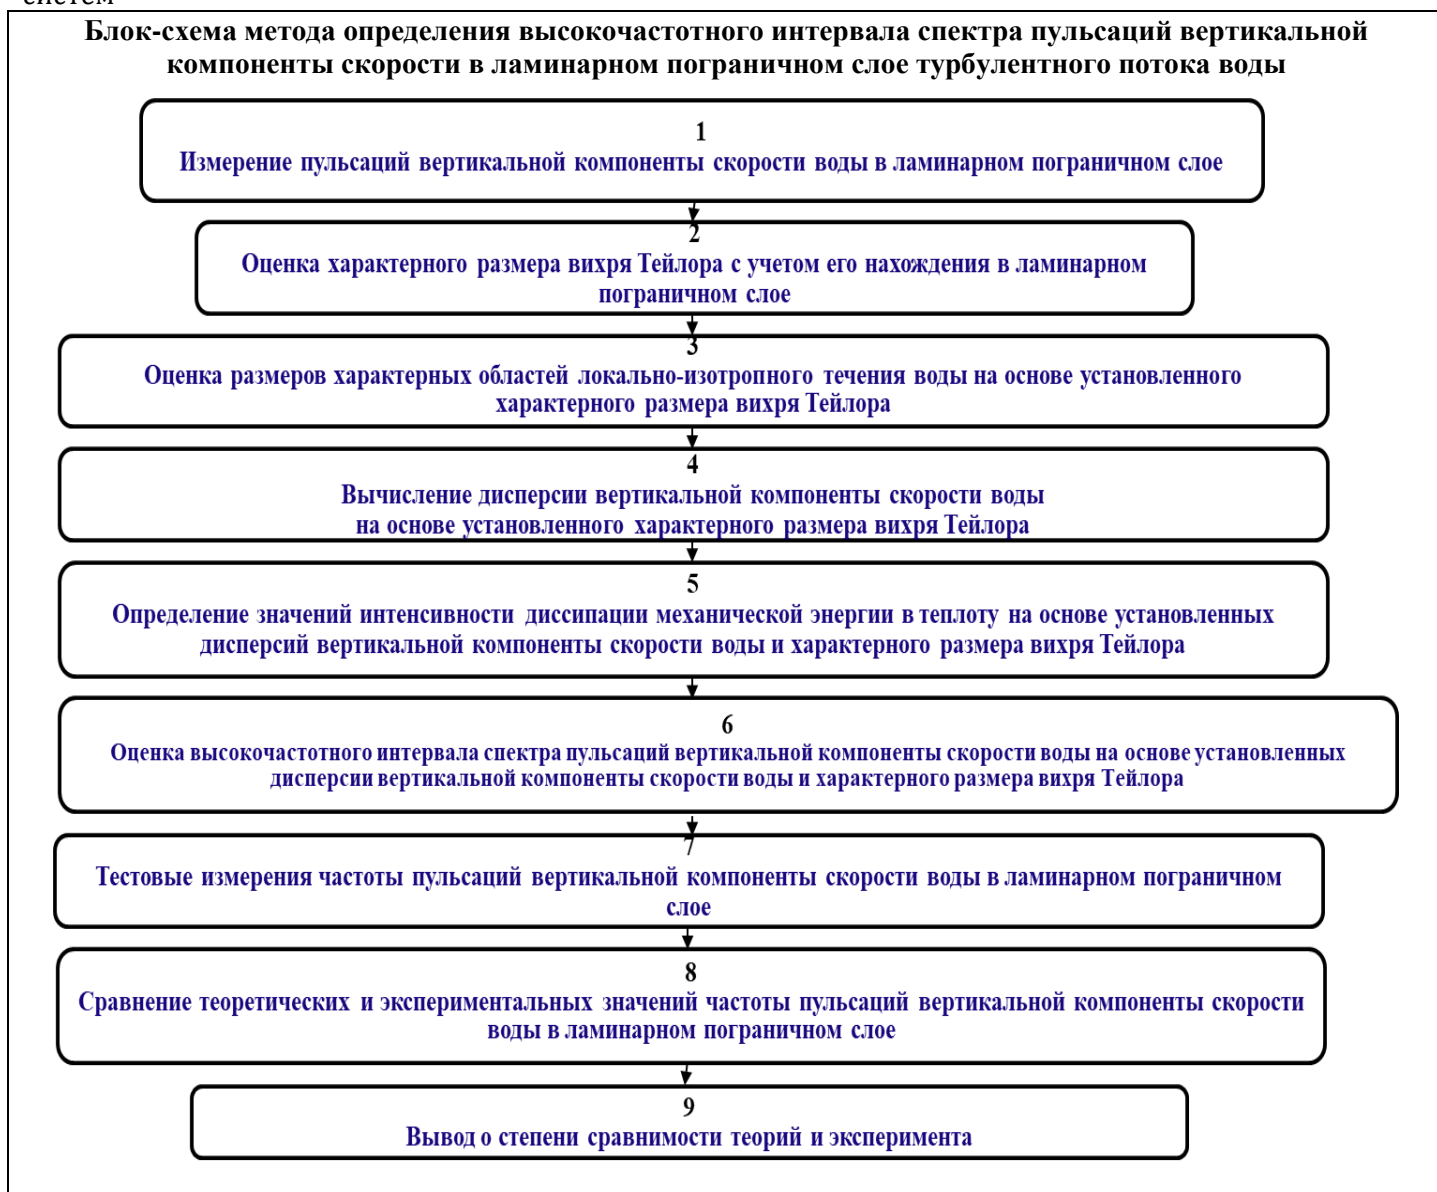 систем
Блок-схема метода определения высокочастотного интервала спектра пульсаций вертикальной
компоненты скорости в ламинарном пограничном слое турбулентного потока воды
1
Измерение пульсаций вертикальной компоненты скорости воды в ламинарном пограничном слое
2
Оценка характерного размера вихря Тейлора с учетом его нахождения в ламинарном
пограничном слое
3
Оценка размеров характерных областей локально-изотропного течения воды на основе установленного
характерного размера вихря Тейлора
4
Вычисление дисперсии вертикальной компоненты скорости воды
на основе установленного характерного размера вихря Тейлора
5
Определение значений интенсивности диссипации механической энергии в теплоту на основе установленных
дисперсий вертикальной компоненты скорости воды и характерного размера вихря Тейлора
6
Оценка высокочастотного интервала спектра пульсаций вертикальной компоненты скорости воды на основе установленных
дисперсии вертикальной компоненты скорости воды и характерного размера вихря Тейлора
7
Тестовые измерения частоты пульсаций вертикальной компоненты скорости воды в ламинарном пограничном
слое
8
Сравнение теоретических и экспериментальных значений частоты пульсаций вертикальной компоненты скорости
воды в ламинарном пограничном слое
9
Вывод о степени сравнимости теорий и эксперимента